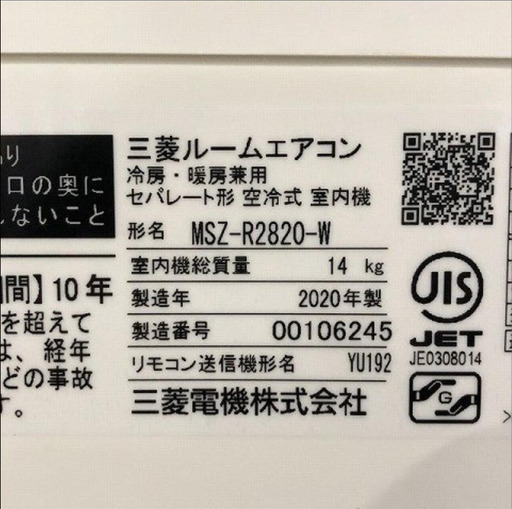 り
口の奥に
しないこと
間】10年
を超えて
は、経年
どの事故
す。
三菱ルームエアコン
冷房・暖房兼用
セパレート形 空冷式 室内機
形名 MSZ-R2820-W
室内機総質量 14 kg
製造年 2020年製
製造番号 00106245
リモコン送信機形名 YU192
三菱電機株式会社
JIS
JET
JE0308014
G